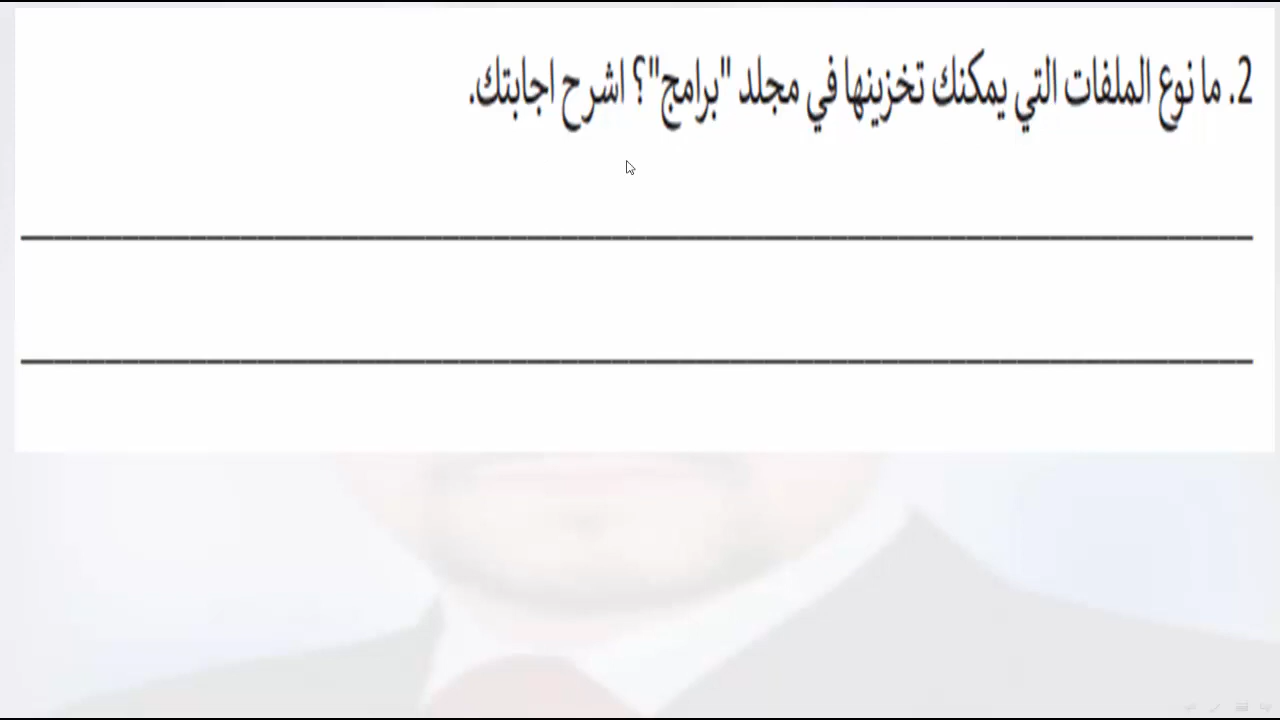 2. ما نوع الملفات التي يمكنك تخزينها في مجلد "برامج"؟ اشرح اجابتك.